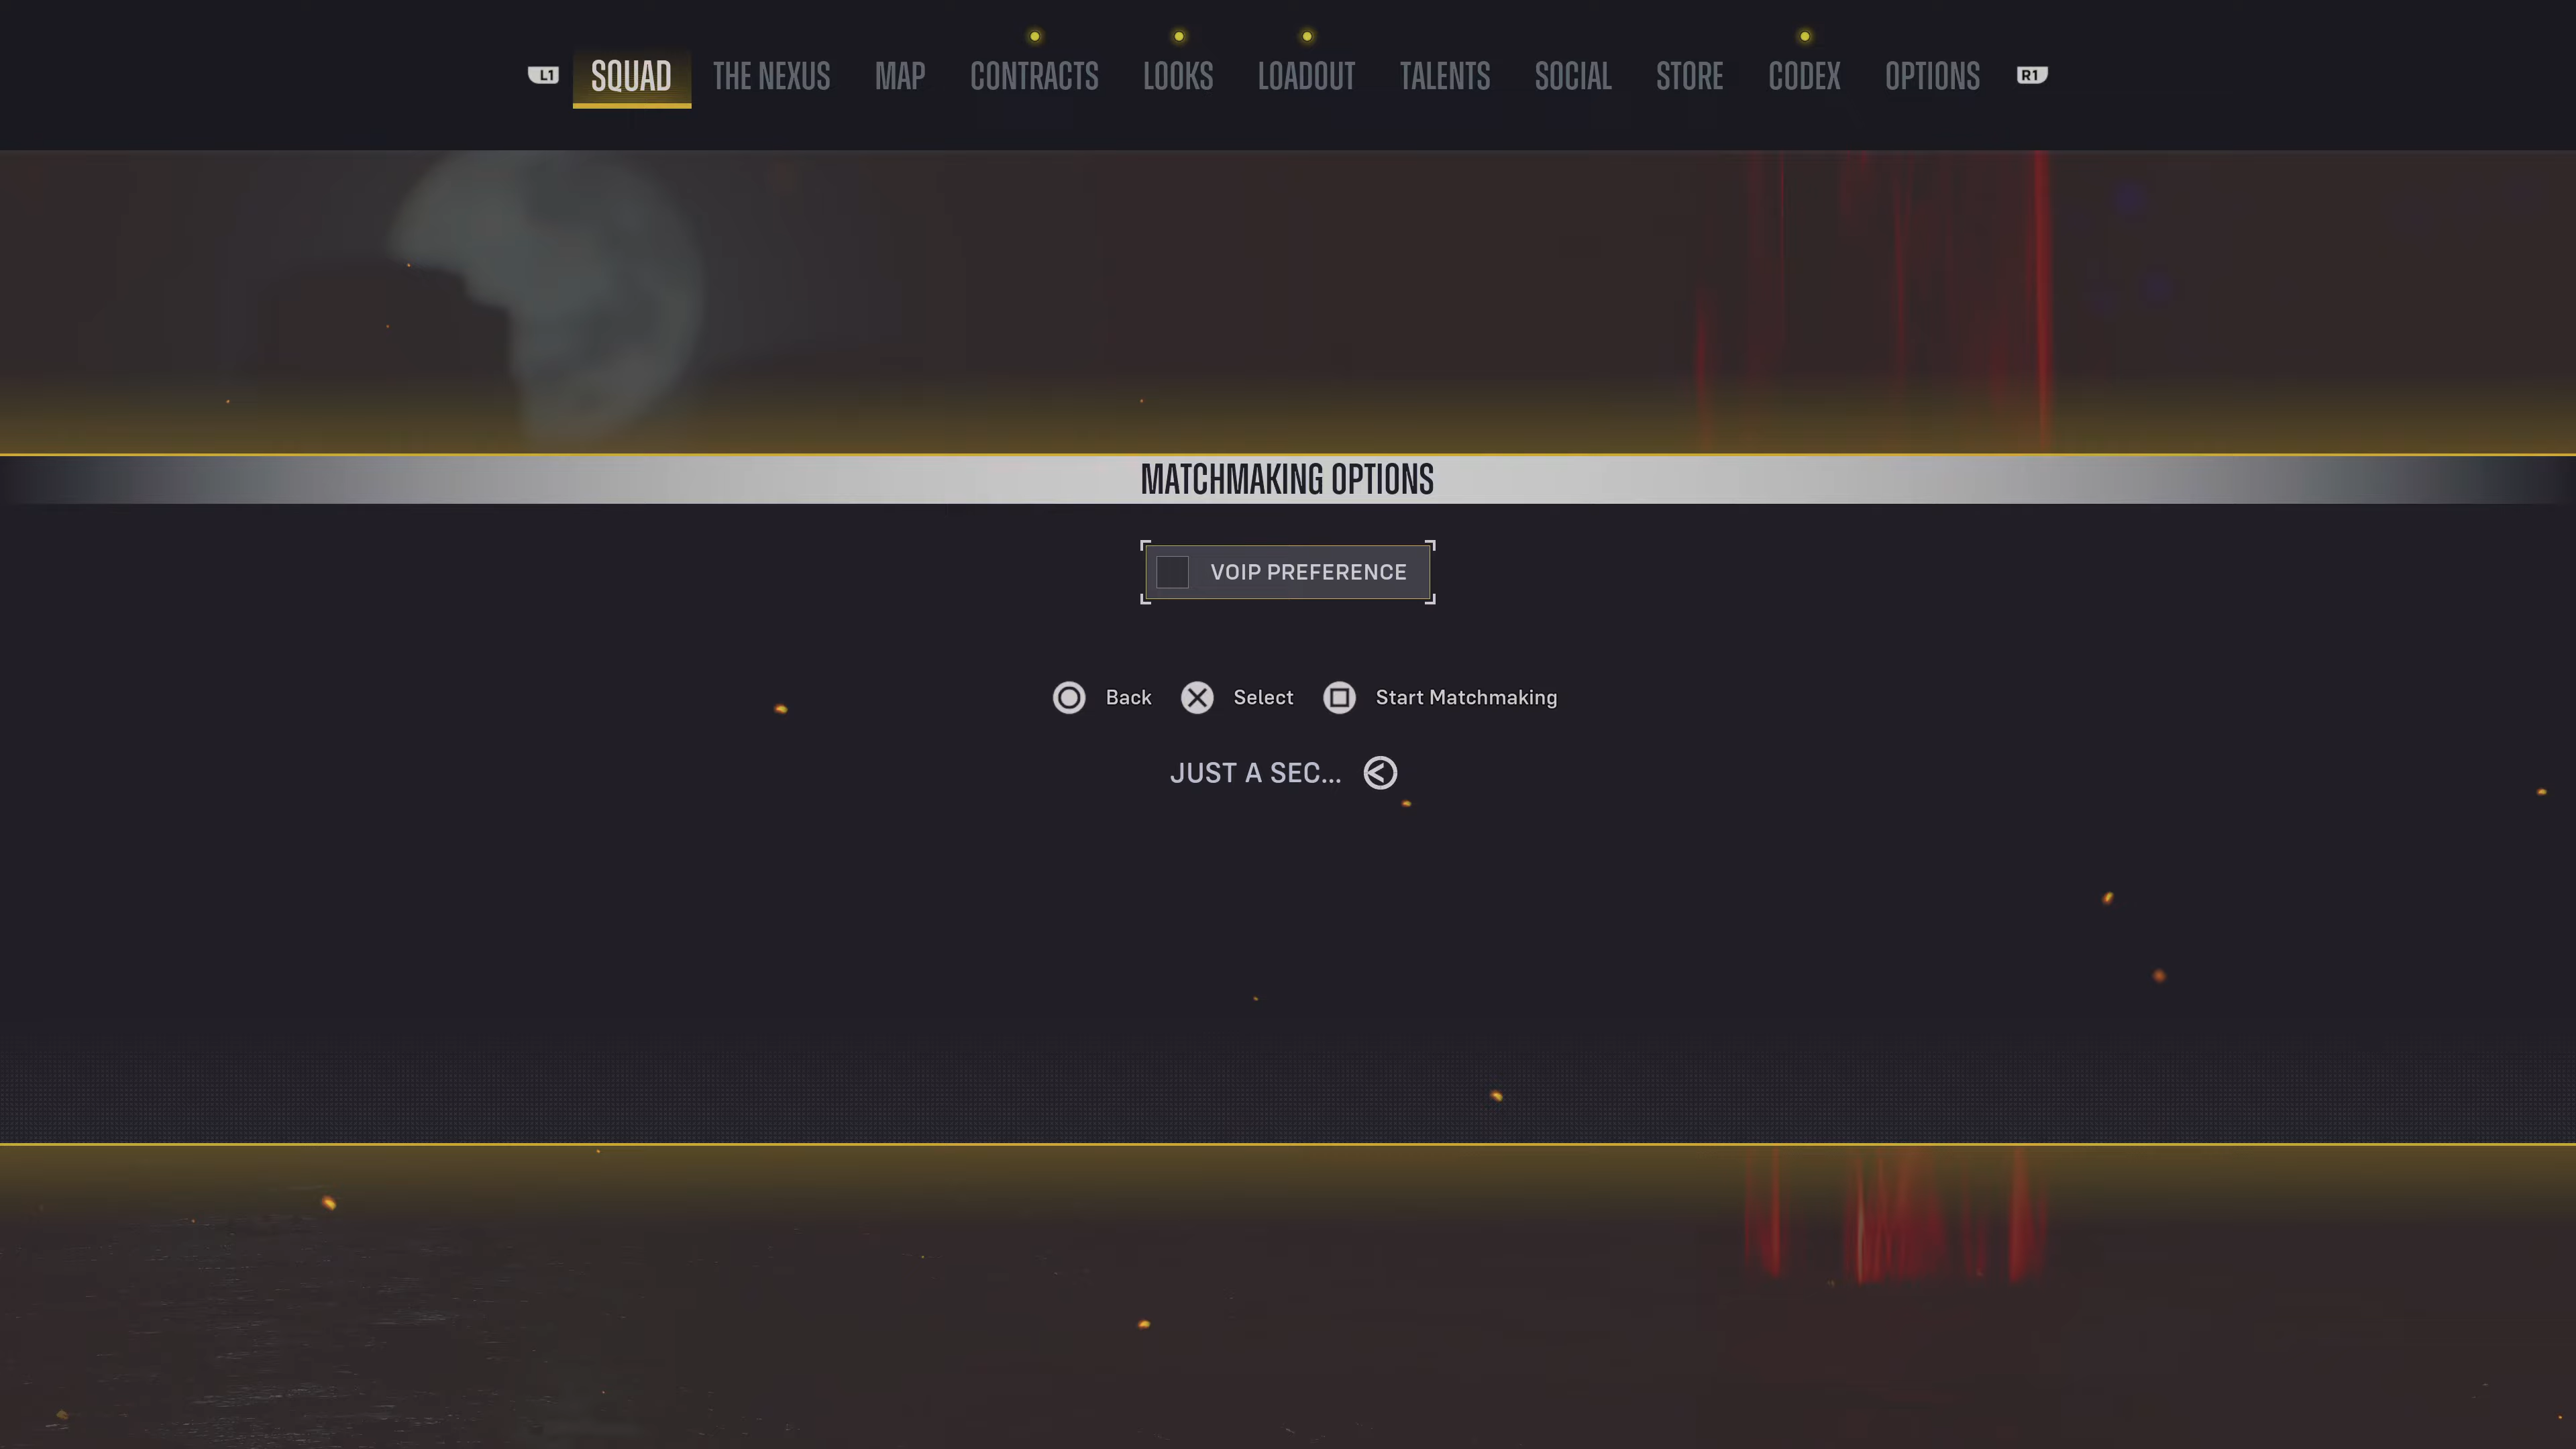 L1 SQUAD THE NEXUS MAP CONTRACTS LOOKS LOADOUT TALENTS SOCIAL STORE CODEX OPTIONS R1
MATCHMAKING OPTIONS
VOIP PREFERENCE
Back Select Start Matchmaking
JUST A SEC...